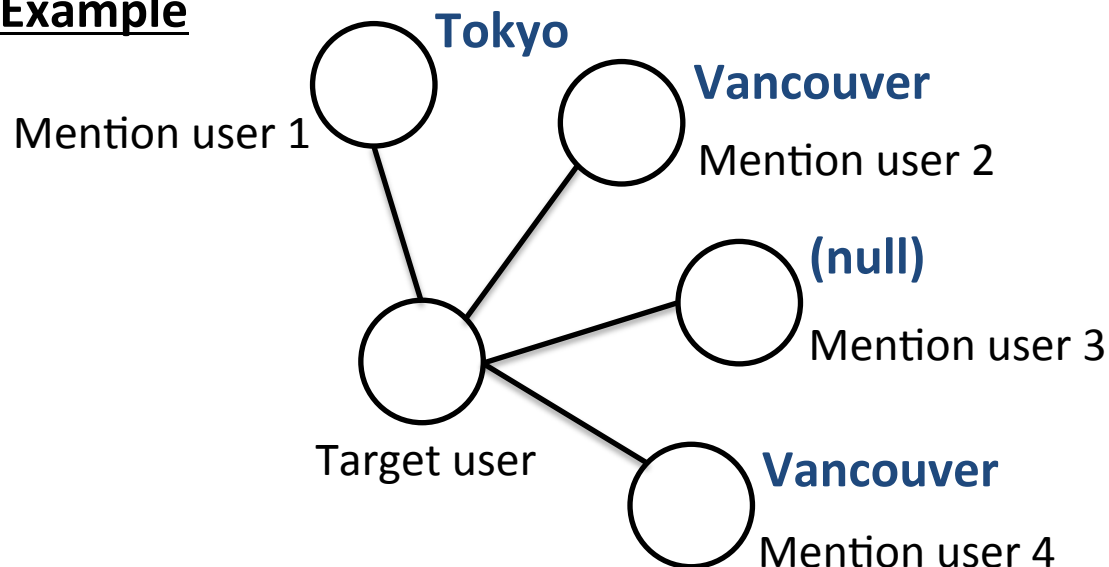 Example
Tokyo
Mention user 1
Vancouver
Mention user 2
(null)
Mention user 3
Target user
Vancouver
Mention user 4